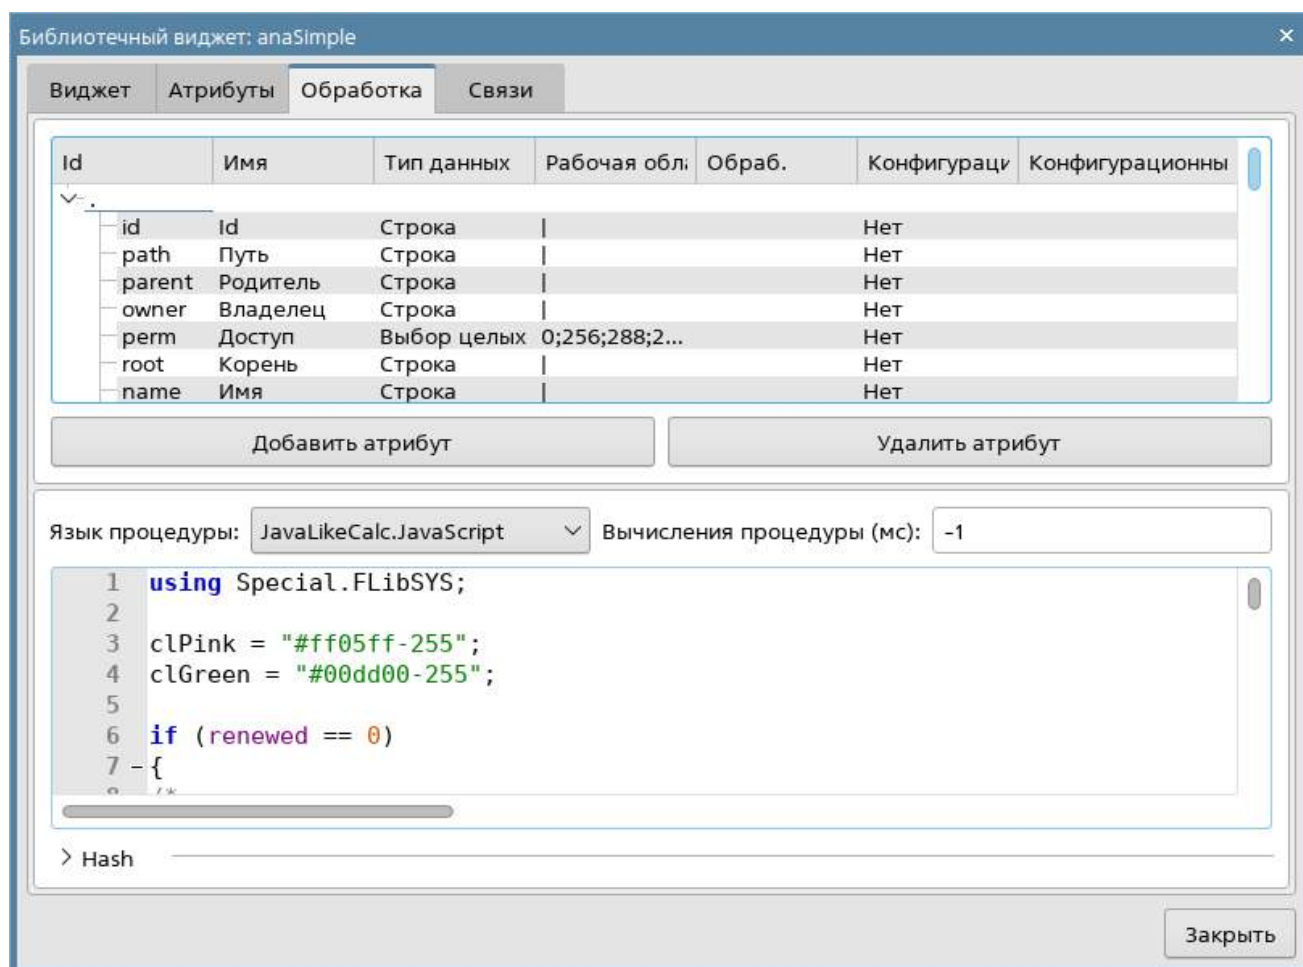 Библиотечный виджет: anaSimple
Виджет Атрибуты Обработка Связи
Id Имя Тип данных Рабочая обла Обраб. Конфигураци Конфигурационны
.
id Id Строка | Нет
path Путь Строка | Нет
parent Родитель Строка | Нет
owner Владелец Строка | Нет
perm Доступ Выбор целых 0;256;288;2... Нет
root Корень Строка | Нет
name Имя Строка | Нет
Добавить атрибут Удалить атрибут
Язык процедуры: JavaLikeCalc.JavaScript Вычисления процедуры (мс): -1
1 using Special.FLibSYS;
2
3 clPink = "#ff05ff-255";
4 clGreen = "#00dd00-255";
5
6 if (renewed == 0)
7 {
8 /*
Hash
Закрыть